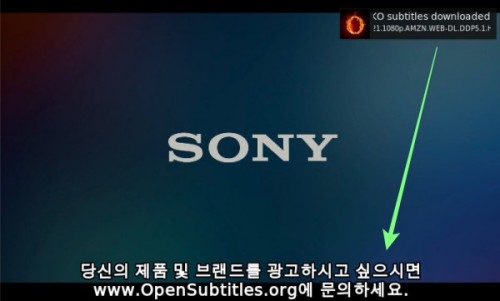 KO subtitles downloaded
1.1080p.AMZN.WEB-DL.DDP5.1.H
SONY
당신의 제품 및 브랜드를 광고하시고 싶으시면
www.OpenSubtitles.org에 문의하세요.